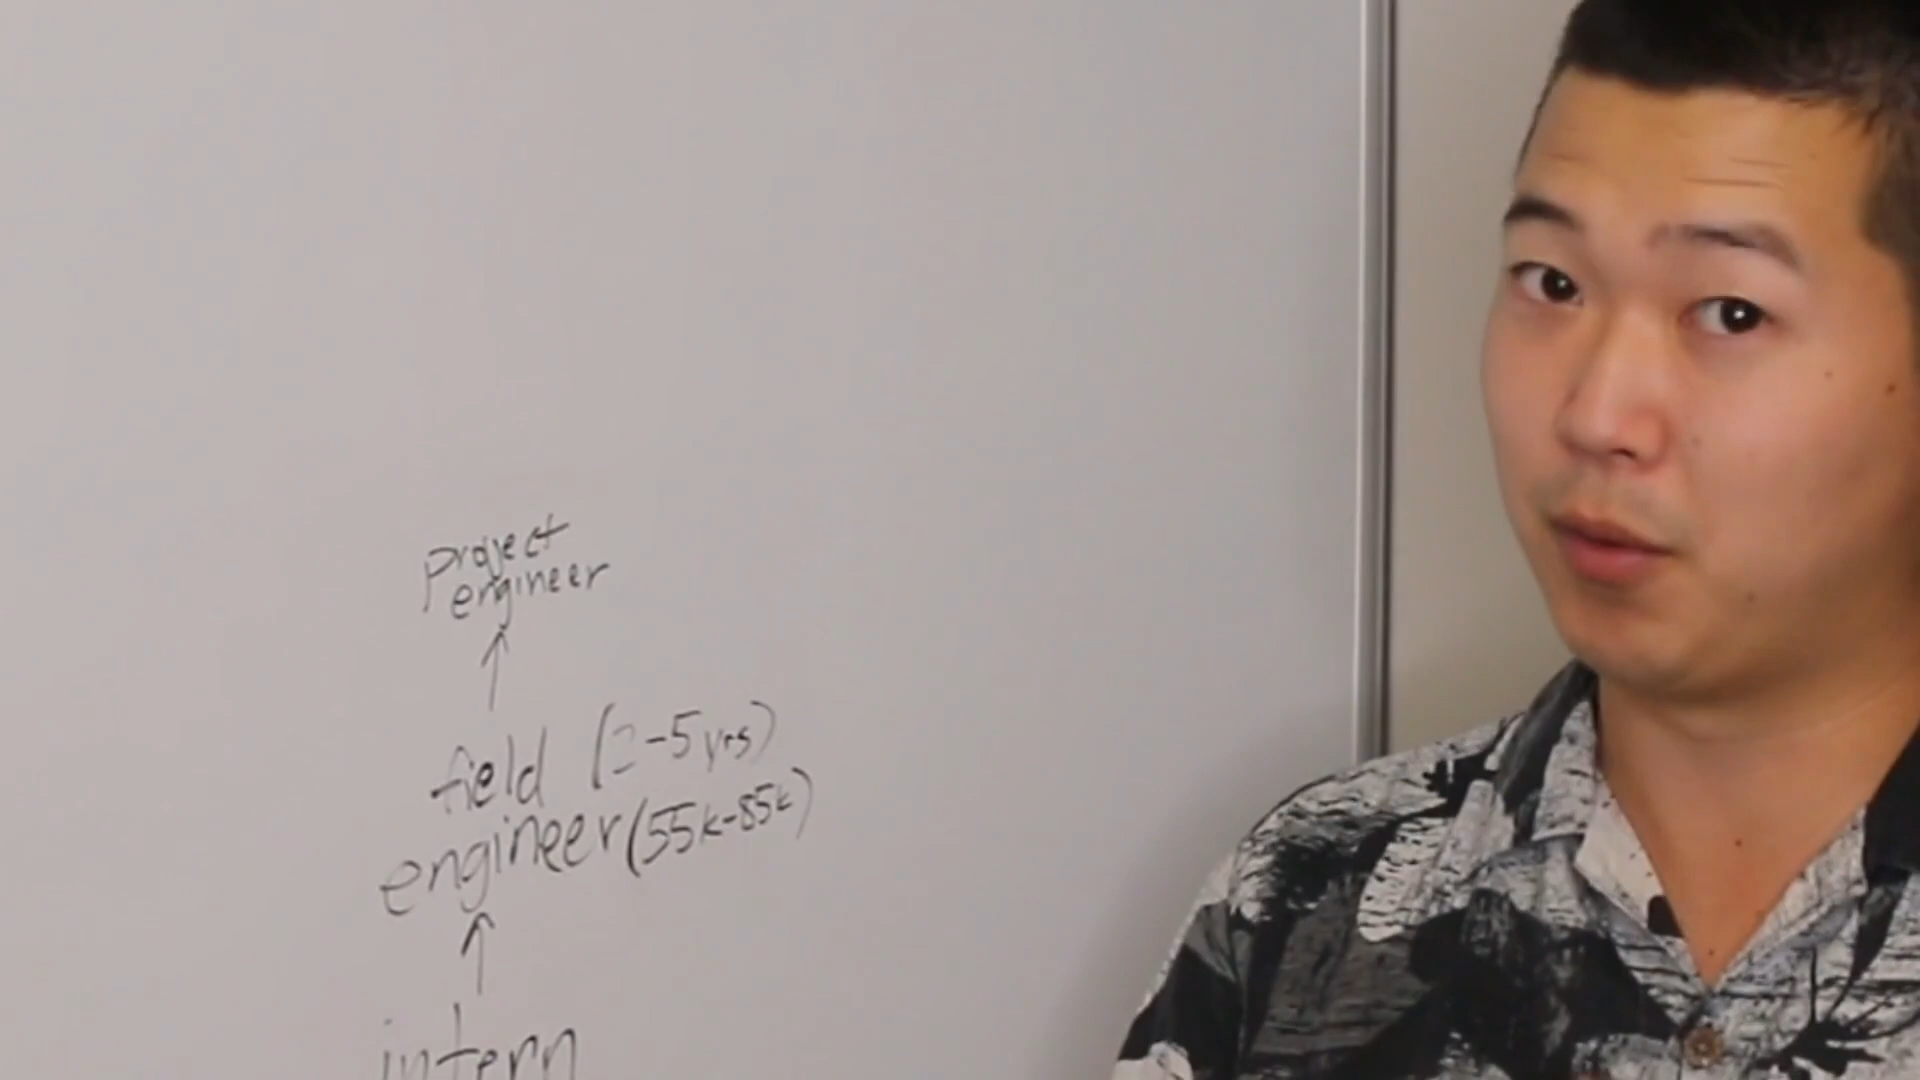 project
engineer
field (2-5 yrs)
engineer (55k-85k)
intern